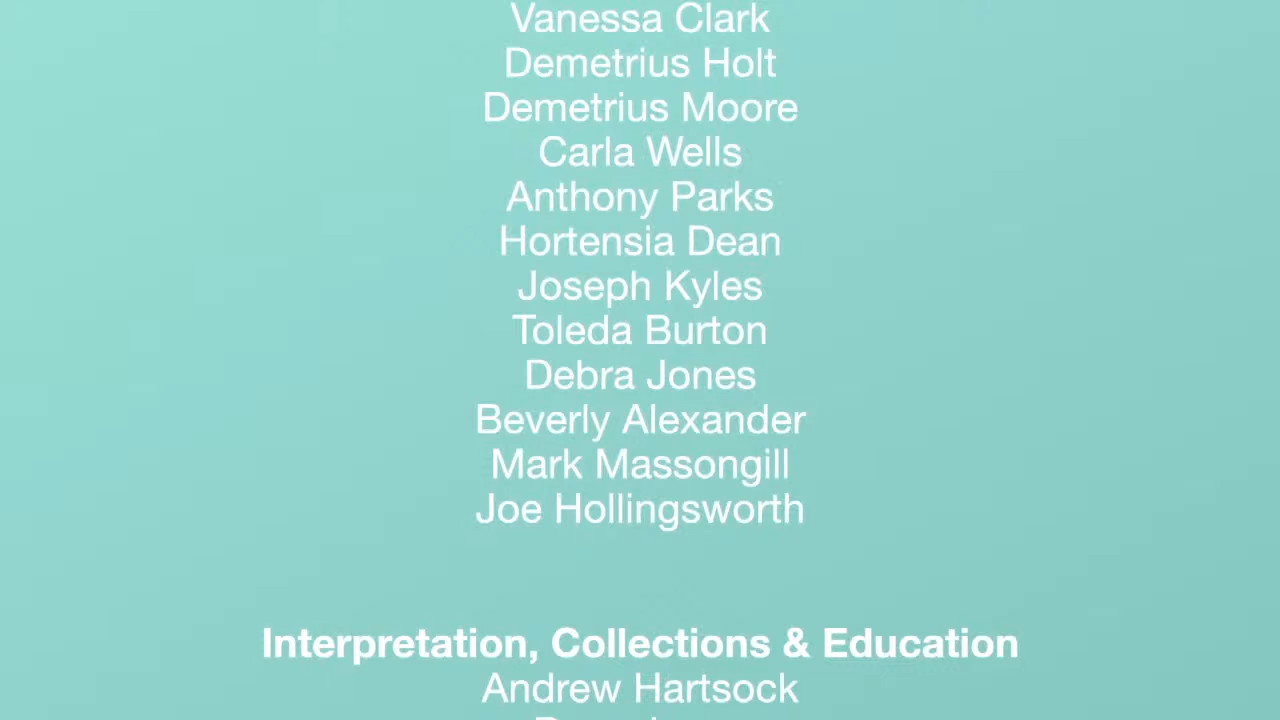 Vanessa Clark
Demetrius Holt
Demetrius Moore
Carla Wells
Anthony Parks
Hortensia Dean
Joseph Kyles
Toleda Burton
Debra Jones
Beverly Alexander
Mark Massongill
Joe Hollingsworth
Interpretation, Collections & Education
Andrew Hartsock